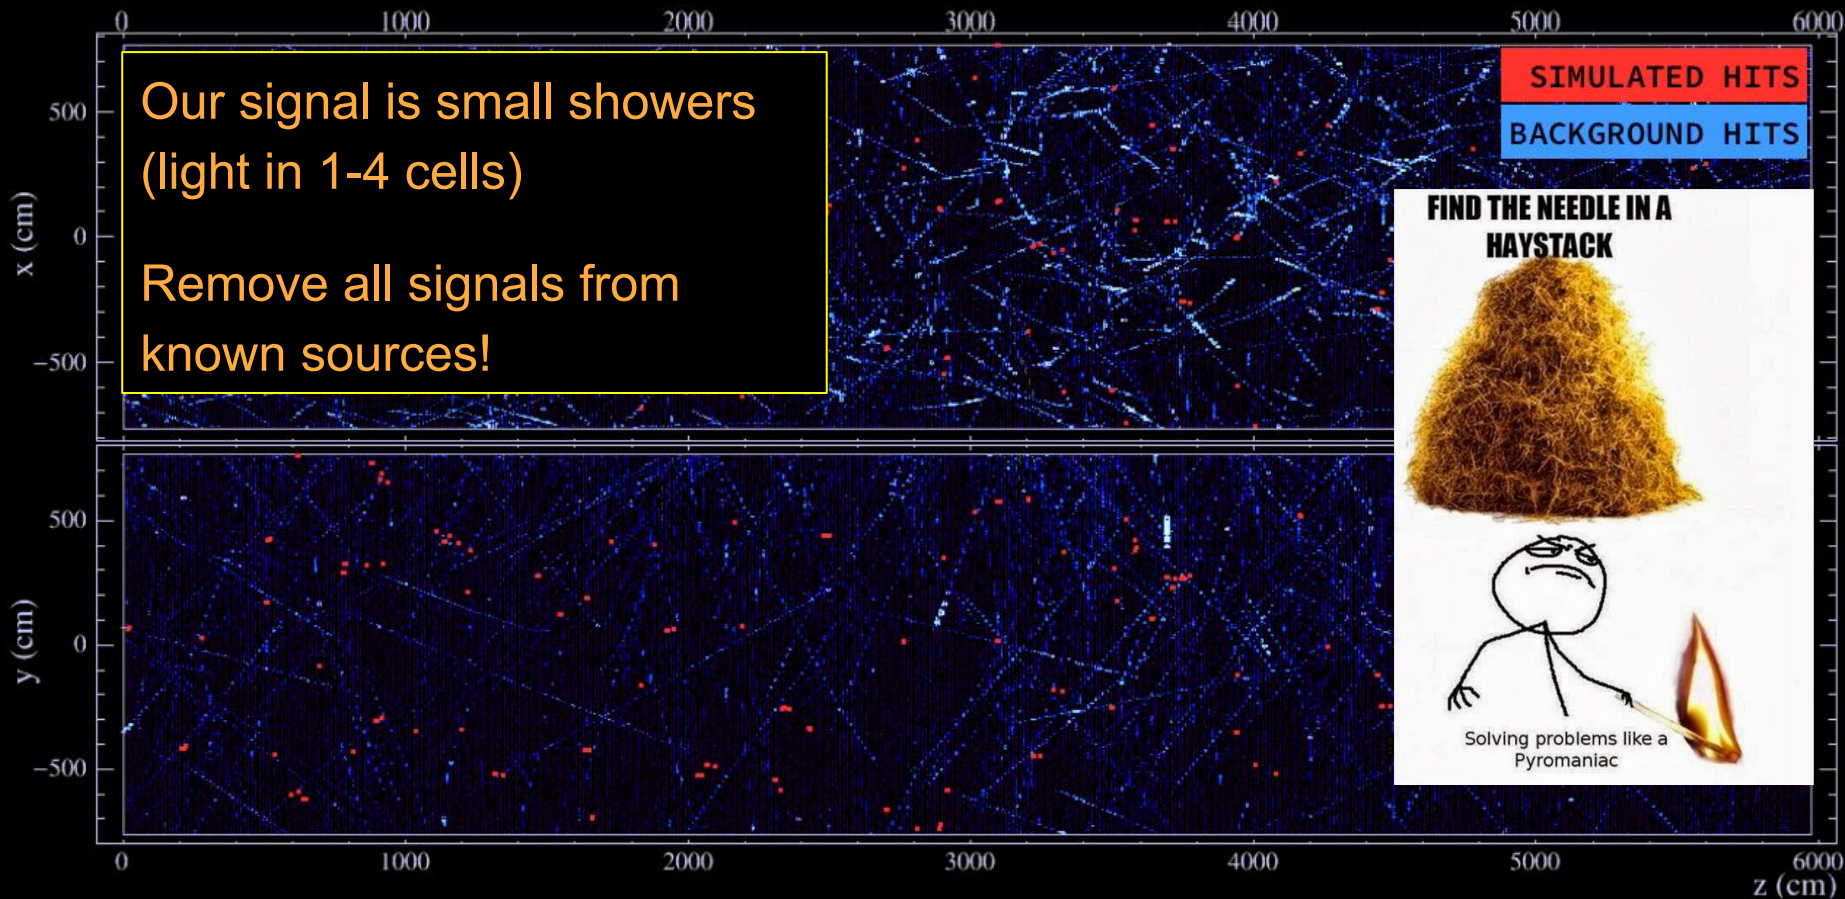 0 1000 2000 3000 4000 5000 6000
Our signal is small showers
(light in 1-4 cells)
Remove all signals from
known sources!
SIMULATED HITS
BACKGROUND HITS
x (cm)
500
0
−500
FIND THE NEEDLE IN A
HAYSTACK
Solving problems like a
Pyromaniac
y (cm)
500
0
−500
0 1000 2000 3000 4000 5000 6000
z (cm)